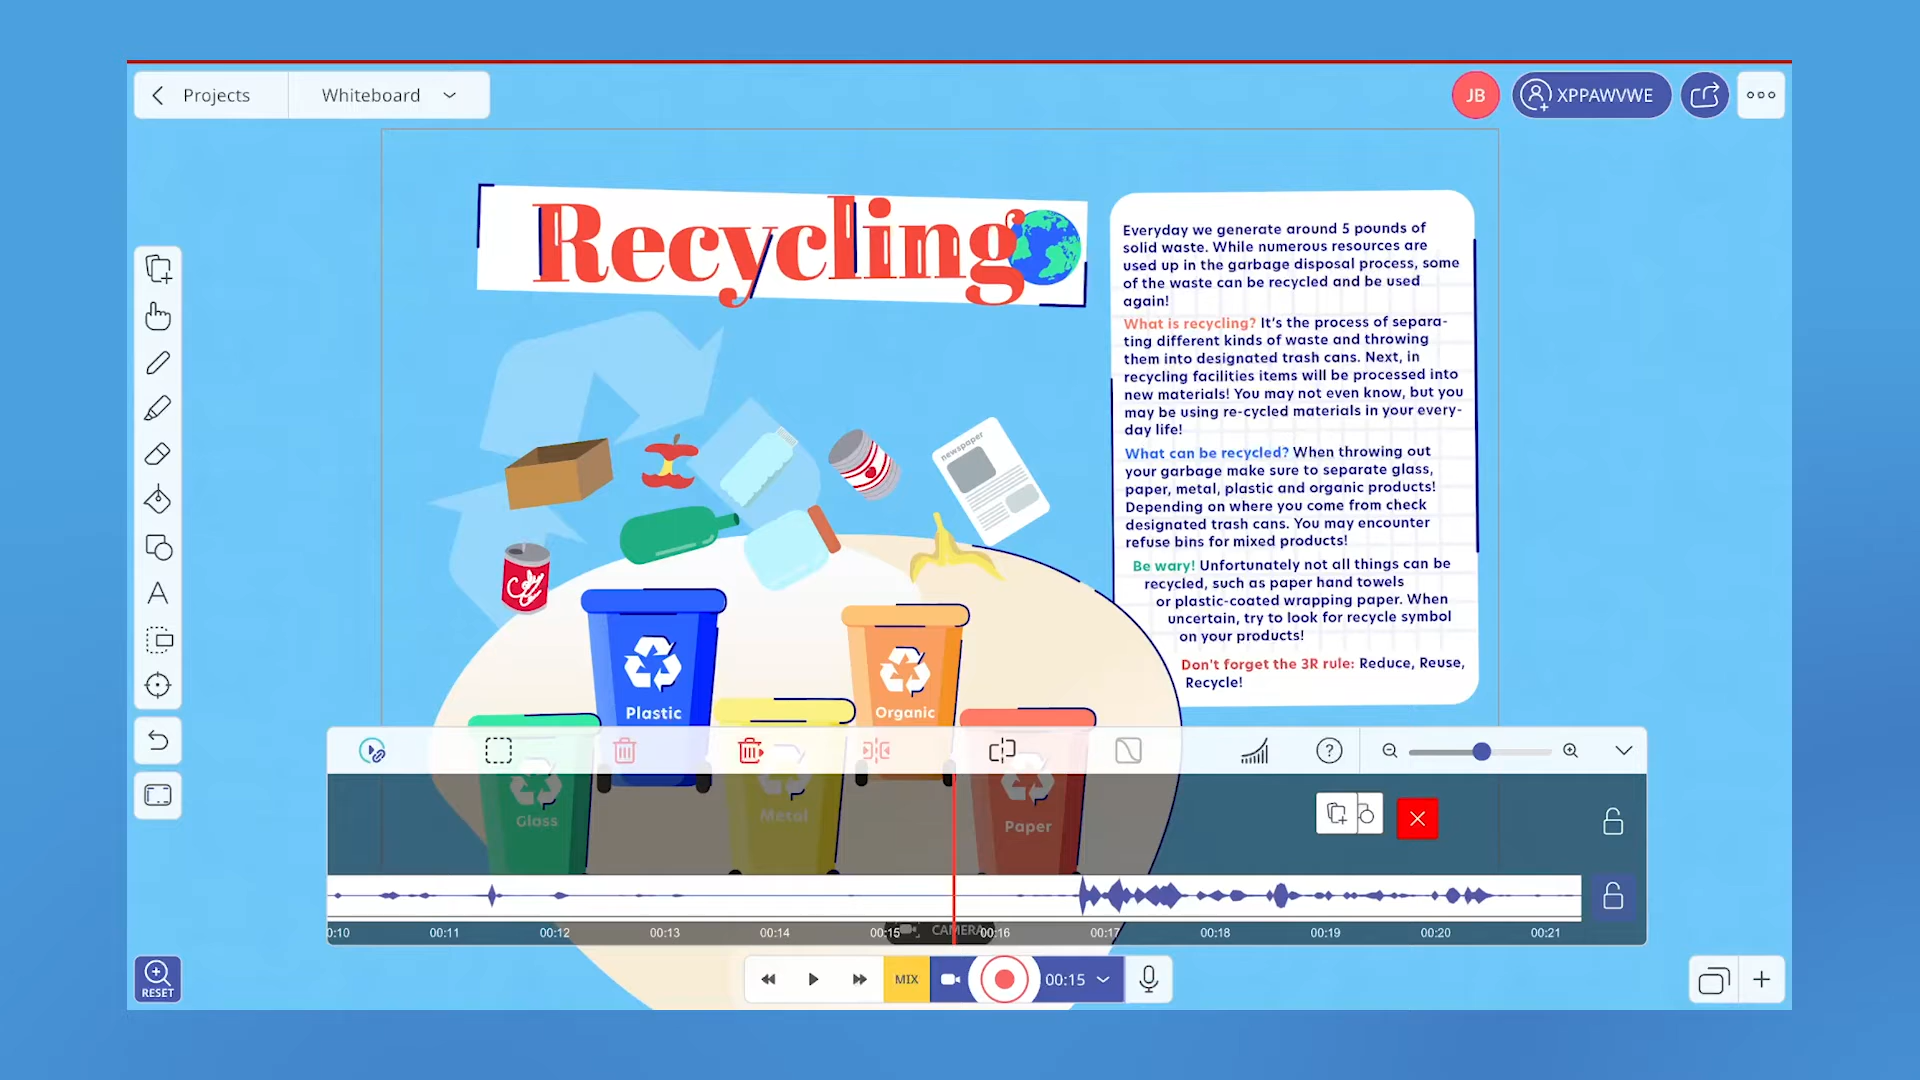 Projects
Whiteboard
JB
XPPAWVWE
Recycling
Everyday we generate around 5 pounds of
solid waste. While numerous resources are
used up in the garbage disposal process, some
of the waste can be recycled and be used
again!
What is recycling? It's the process of separa-
ting different kinds of waste and throwing
them into designated trash cans. Next, in
recycling facilities items will be processed into
new materials! You may not even know, but you
may be using re-cycled materials in your every-
day life!
What can be recycled? When throwing out
your garbage make sure to separate glass,
paper, metal, plastic and organic products!
Depending on where you come from check
designated trash cans. You may encounter
refuse bins for mixed products!
Be wary! Unfortunately not all things can be
recycled, such as paper hand towels
or plastic-coated wrapping paper. When
uncertain, try to look for recycle symbol
on your products!
Don't forget the 3R rule: Reduce, Reuse,
Recycle!
newspaper
Plastic
Organic
Glass
Metal
Paper
A
?
0:10
00:11
00:12
00:13
00:14
00:15
CAMERA
00:16
00:17
00:18
00:19
00:20
00:21
RESET
MIX
00:15